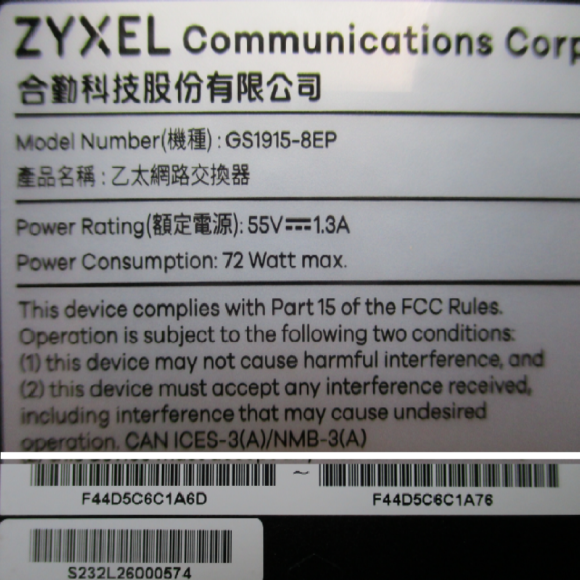 ZYXEL Communications Corp
合勤科技股份有限公司
Model Number(機種) : GS1915-8EP
產品名稱 : 乙太網路交換器
Power Rating(額定電源): 55V⎓1.3A
Power Consumption: 72 Watt max.
This device complies with Part 15 of the FCC Rules.
Operation is subject to the following two conditions:
(1) this device may not cause harmful interference, and
(2) this device must accept any interference received,
including interference that may cause undesired
operation. CAN ICES-3(A)/NMB-3(A)
F44D5C6C1A6D ~ F44D5C6C1A76
S232L26000574